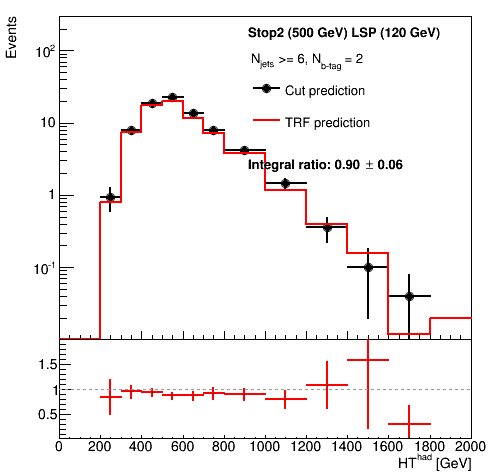 Events
Stop2 (500 GeV) LSP (120 GeV)
N_jets >= 6, N_b-tag = 2
Cut prediction
TRF prediction
Integral ratio: 0.90 ± 0.06
10^2
10
1
10^-1
1.5
1
0.5
0 200 400 600 800 1000 1200 1400 1600 1800 2000
HT^had [GeV]